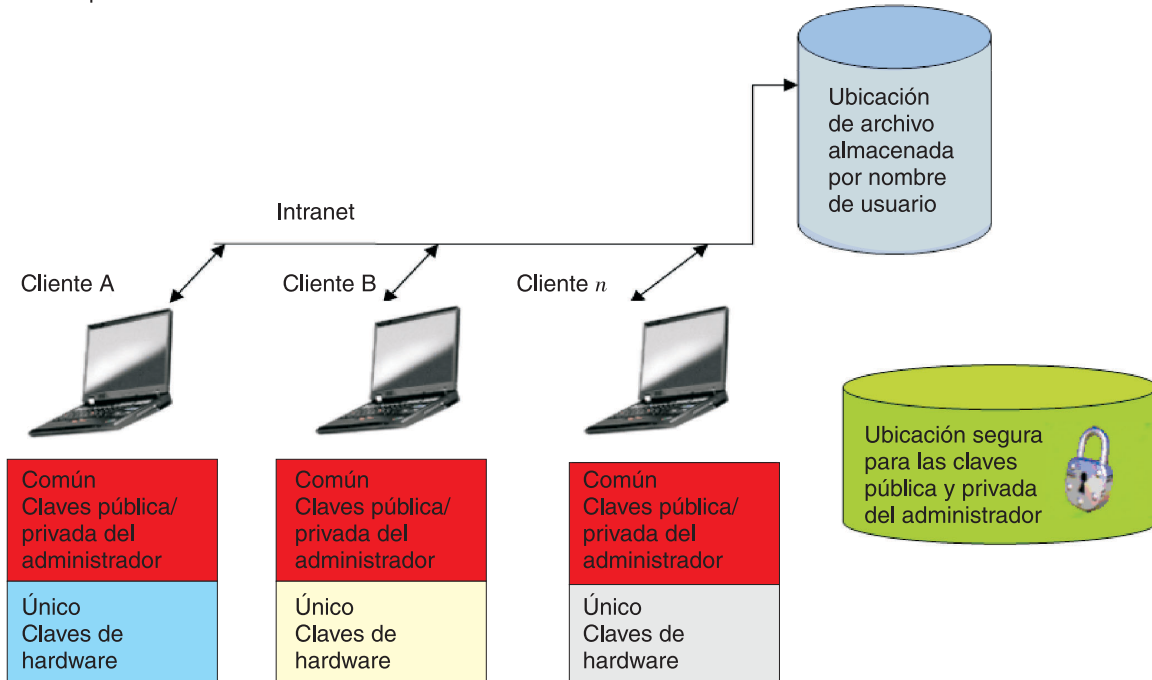 Ubicación
de archivo
almacenada
por nombre
de usuario
Intranet
Cliente A
Cliente B
Cliente n
Ubicación segura
para las claves
pública y privada
del administrador
Común
Claves pública/
privada del
administrador
Único
Claves de
hardware
Común
Claves pública/
privada del
administrador
Único
Claves de
hardware
Común
Claves pública/
privada del
administrador
Único
Claves de
hardware